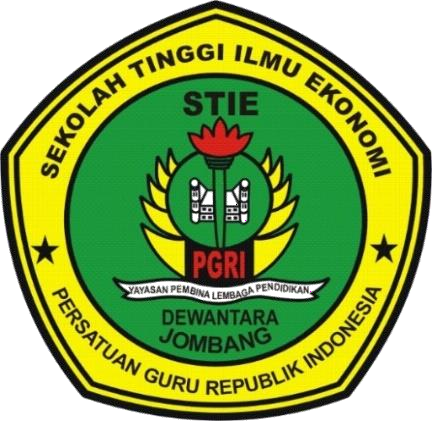 SEKOLAH TINGGI ILMU EKONOMI
STIE
PGRI
YAYASAN PEMBINA LEMBAGA PENDIDIKAN
DEWANTARA
JOMBANG
PERSATUAN GURU REPUBLIK INDONESIA